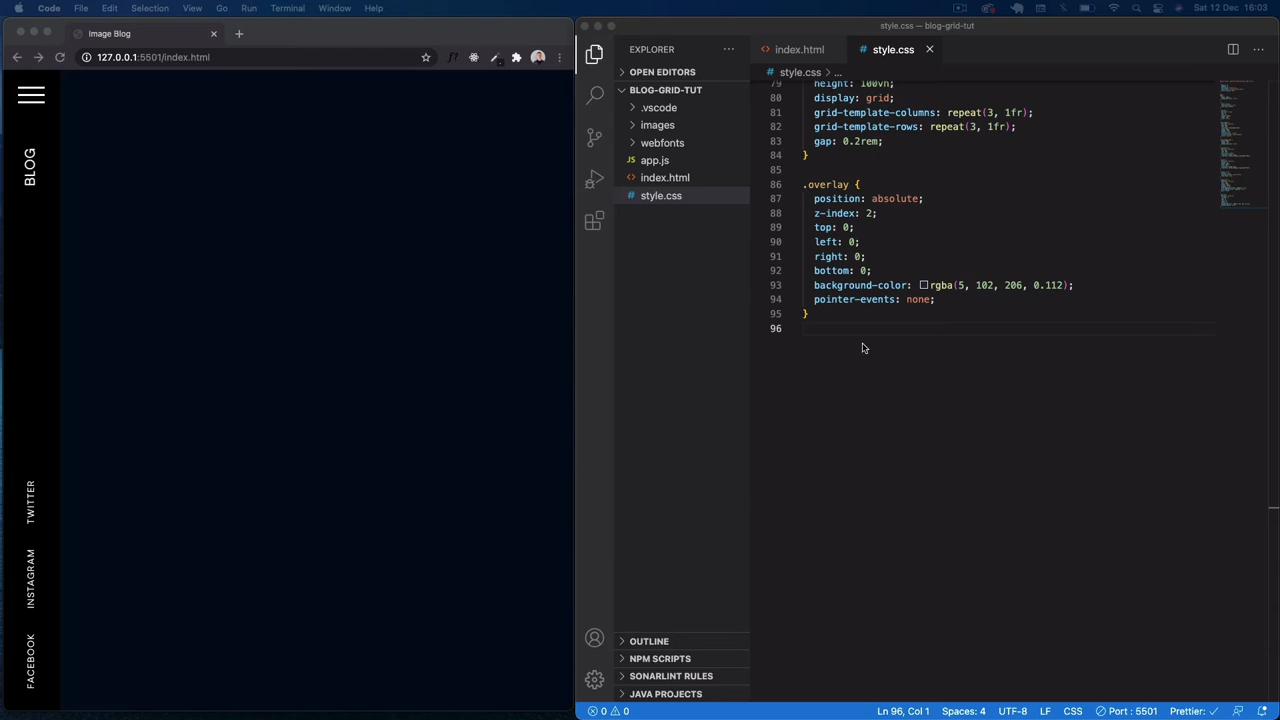 Code File Edit Selection View Go Run Terminal Window Help
Sat 12 Dec 16:03
Image Blog
127.0.0.1:5501/index.html
BLOG
TWITTER
INSTAGRAM
FACEBOOK
style.css — blog-grid-tut
EXPLORER
index.html
style.css
style.css > ...
OPEN EDITORS
BLOG-GRID-TUT
.vscode
images
webfonts
JS app.js
<> index.html
# style.css
OUTLINE
NPM SCRIPTS
SONARLINT RULES
JAVA PROJECTS
79 height: 100vh;
80 display: grid;
81 grid-template-columns: repeat(3, 1fr);
82 grid-template-rows: repeat(3, 1fr);
83 gap: 0.2rem;
84 }
85
86 .overlay {
87 position: absolute;
88 z-index: 2;
89 top: 0;
90 left: 0;
91 right: 0;
92 bottom: 0;
93 background-color: rgba(5, 102, 206, 0.112);
94 pointer-events: none;
95 }
96
0 0
Ln 96, Col 1 Spaces: 4 UTF-8 LF CSS Port : 5501 Prettier: ✓